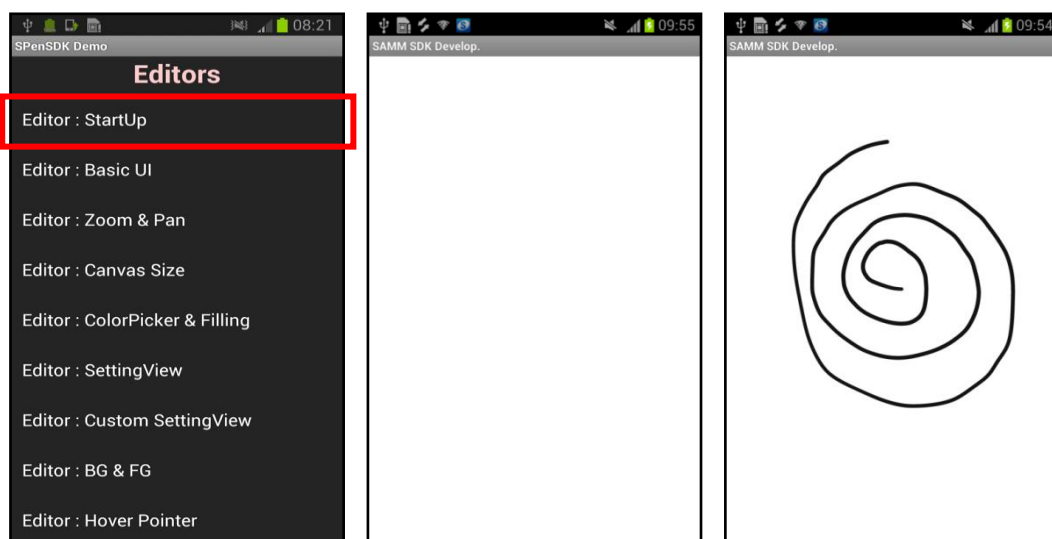 08:21
SPenSDK Demo
Editors
Editor : StartUp
Editor : Basic UI
Editor : Zoom & Pan
Editor : Canvas Size
Editor : ColorPicker & Filling
Editor : SettingView
Editor : Custom SettingView
Editor : BG & FG
Editor : Hover Pointer
09:55
SAMM SDK Develop.
09:54
SAMM SDK Develop.